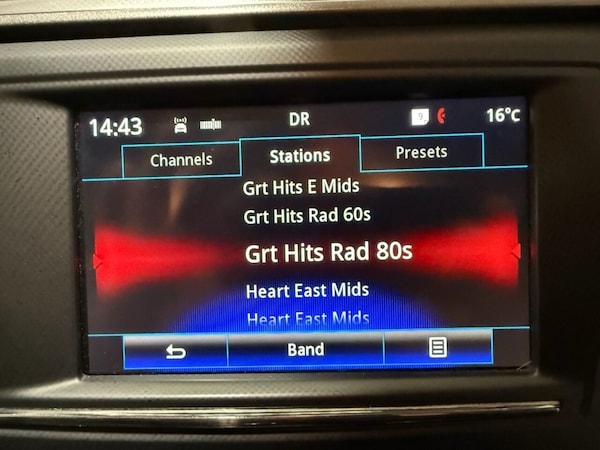 14:43 DR 9 16°C
Channels Stations Presets
Grt Hits E Mids
Grt Hits Rad 60s
Grt Hits Rad 80s
Heart East Mids
Heart East Mids
Band